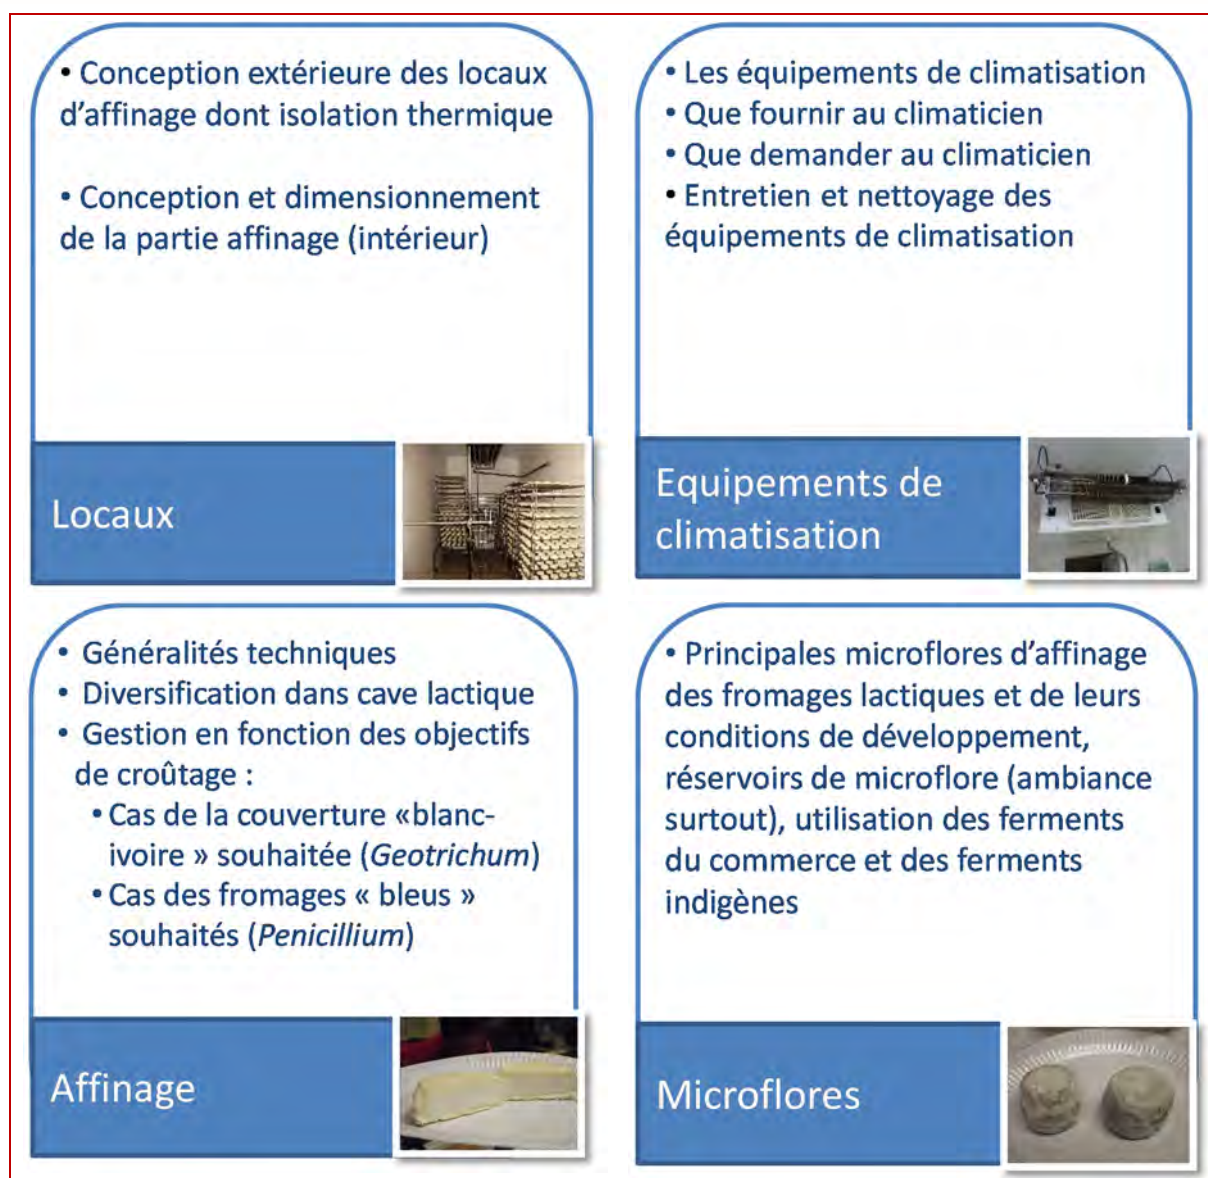 • Conception extérieure des locaux
d'affinage dont isolation thermique
• Conception et dimensionnement
de la partie affinage (intérieur)
Locaux
• Les équipements de climatisation
• Que fournir au climaticien
• Que demander au climaticien
• Entretien et nettoyage des
équipements de climatisation
Equipements de
climatisation
• Généralités techniques
• Diversification dans cave lactique
• Gestion en fonction des objectifs
de croûtage :
• Cas de la couverture «blanc-
ivoire » souhaitée (Geotrichum)
• Cas des fromages « bleus »
souhaités (Penicillium)
Affinage
• Principales microflores d'affinage
des fromages lactiques et de leurs
conditions de développement,
réservoirs de microflore (ambiance
surtout), utilisation des ferments
du commerce et des ferments
indigènes
Microflores